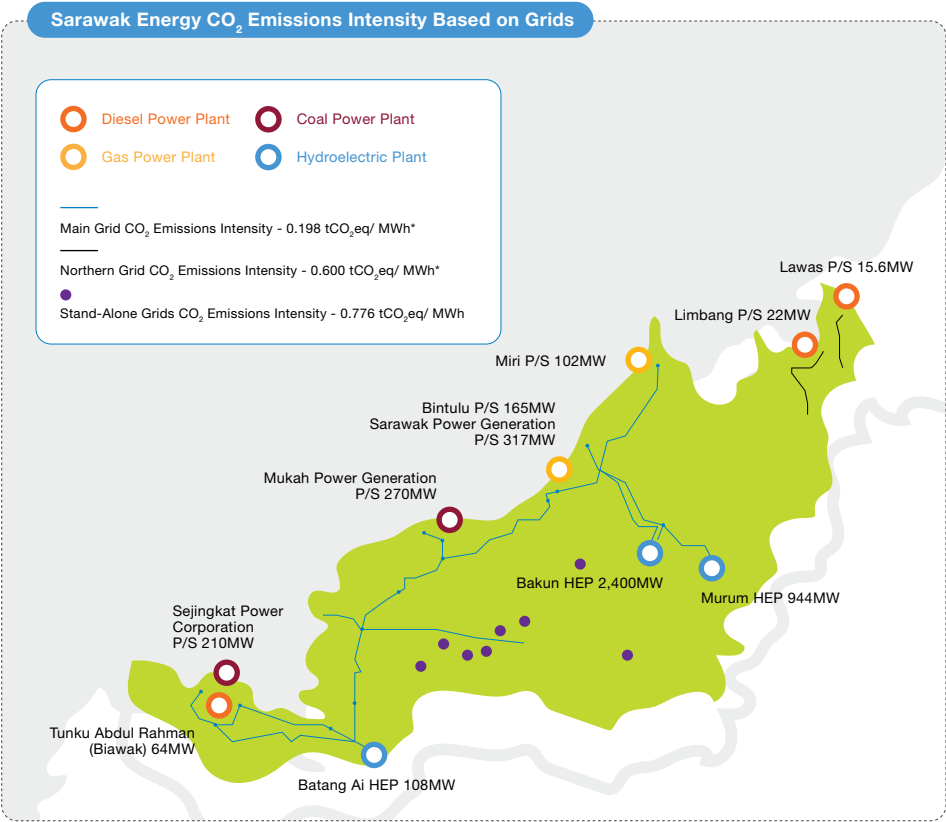 Sarawak Energy CO₂ Emissions Intensity Based on Grids
Diesel Power Plant
Coal Power Plant
Gas Power Plant
Hydroelectric Plant
Main Grid CO₂ Emissions Intensity - 0.198 tCO₂eq/ MWh*
Northern Grid CO₂ Emissions Intensity - 0.600 tCO₂eq/ MWh*
Stand-Alone Grids CO₂ Emissions Intensity - 0.776 tCO₂eq/ MWh
Lawas P/S 15.6MW
Limbang P/S 22MW
Miri P/S 102MW
Bintulu P/S 165MW
Sarawak Power Generation
P/S 317MW
Mukah Power Generation
P/S 270MW
Bakun HEP 2,400MW
Murum HEP 944MW
Sejingkat Power
Corporation
P/S 210MW
Tunku Abdul Rahman
(Biawak) 64MW
Batang Ai HEP 108MW